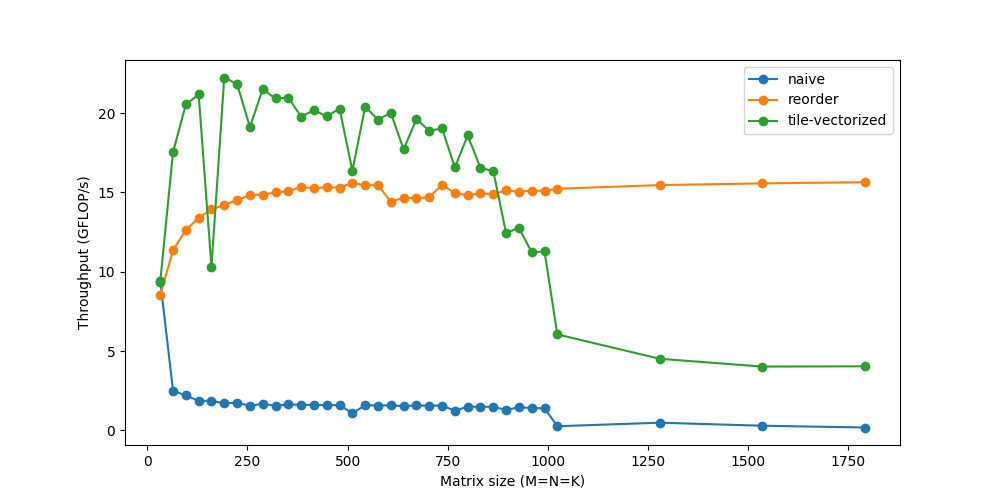 naive
reorder
tile-vectorized
Throughput (GFLOP/s)
20
15
10
5
0
0 250 500 750 1000 1250 1500 1750
Matrix size (M=N=K)